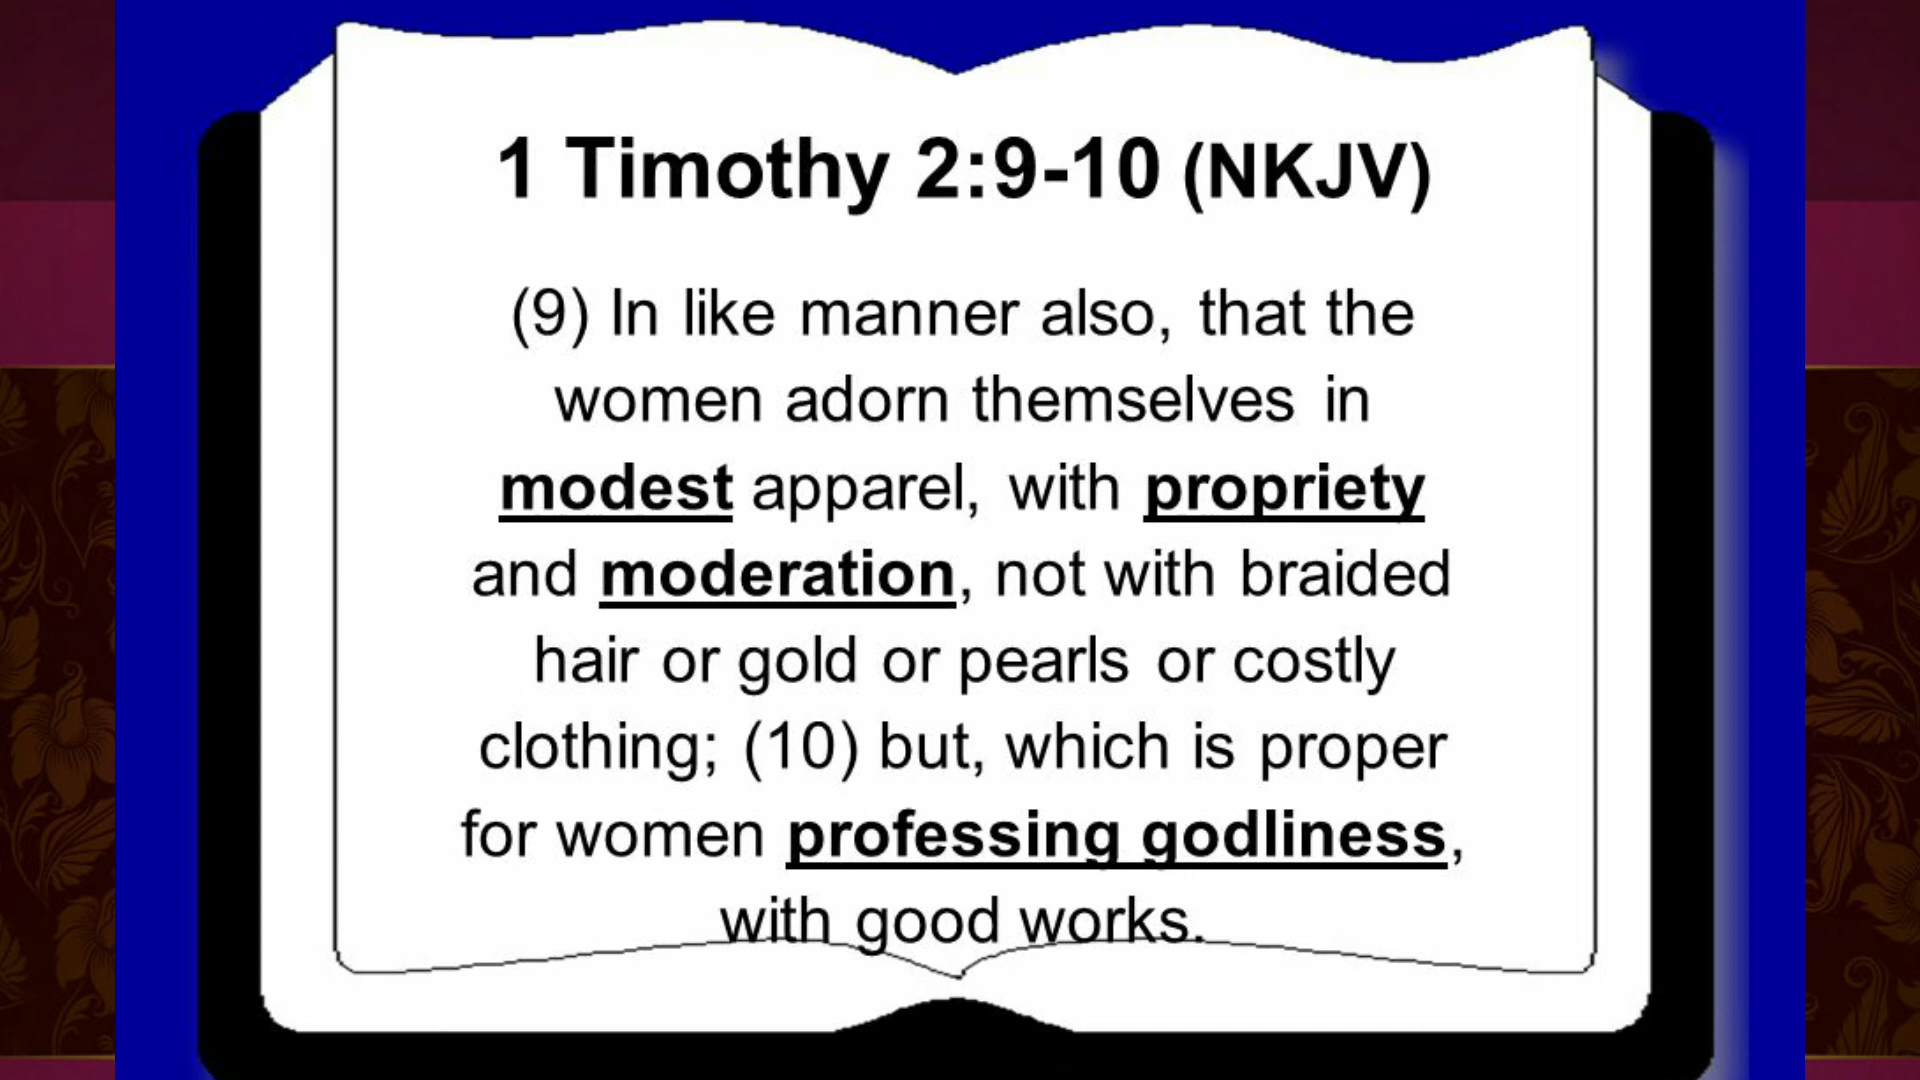 1 Timothy 2:9-10 (NKJV)
(9) In like manner also, that the
women adorn themselves in
modest apparel, with propriety
and moderation, not with braided
hair or gold or pearls or costly
clothing; (10) but, which is proper
for women professing godliness,
with good works.